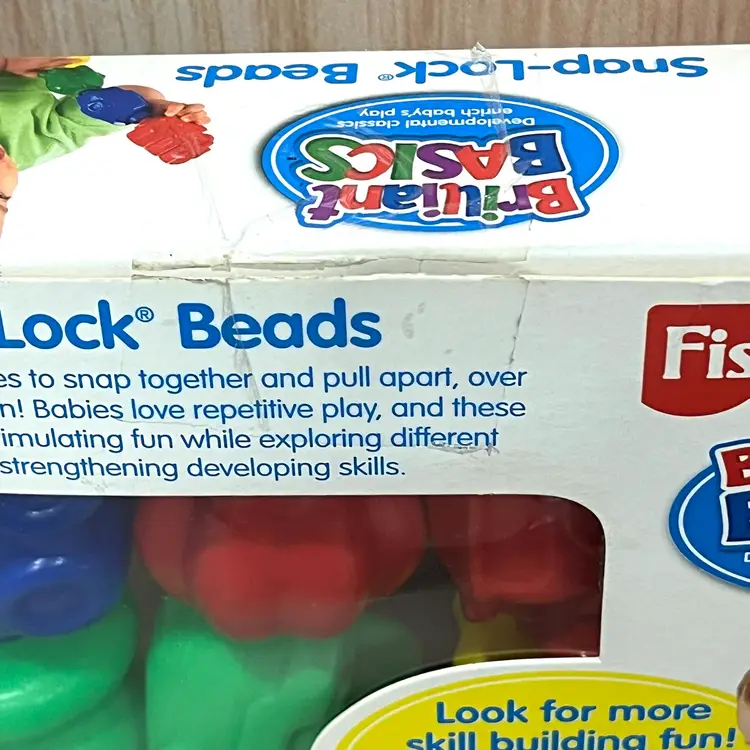 Snap-Lock® Beads
Brilliant
BASICS
Developmental classics
enrich baby's play
Lock® Beads
es to snap together and pull apart, over
n! Babies love repetitive play, and these
imulating fun while exploring different
strengthening developing skills.
Fis
B
Look for more
skill building fun!